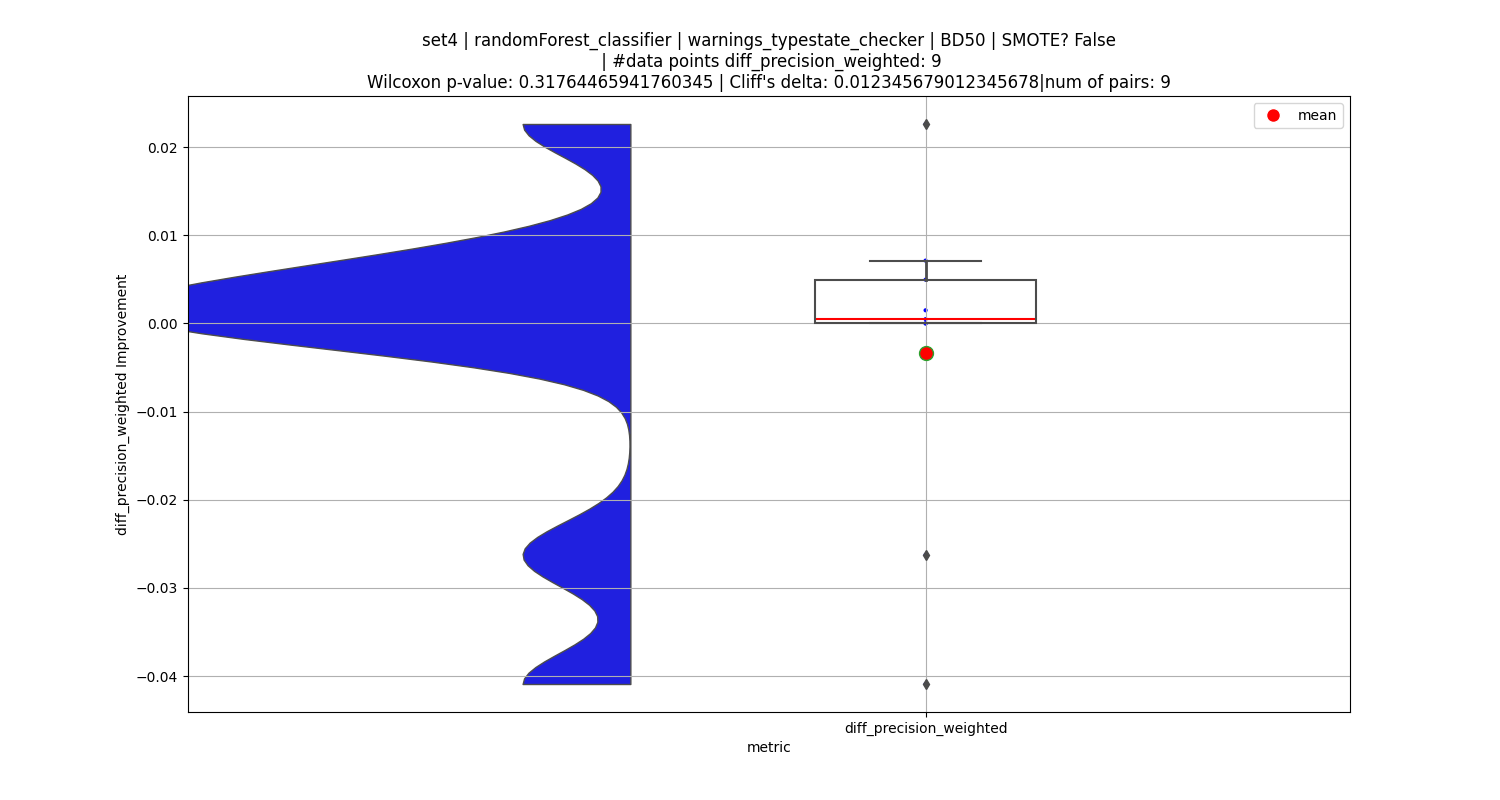 set4 | randomForest_classifier | warnings_typestate_checker | BD50 | SMOTE? False
| #data points diff_precision_weighted: 9
Wilcoxon p-value: 0.31764465941760345 | Cliff's delta: 0.012345679012345678|num of pairs: 9
mean
0.02
0.01
0.00
−0.01
−0.02
−0.03
−0.04
diff_precision_weighted Improvement
diff_precision_weighted
metric